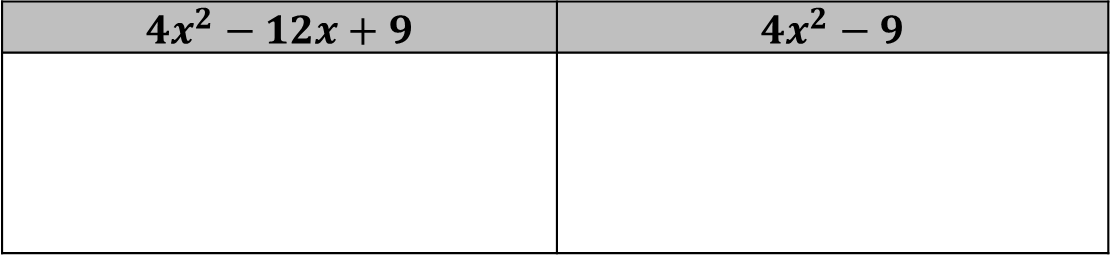 4x² − 12x + 9
4x² − 9